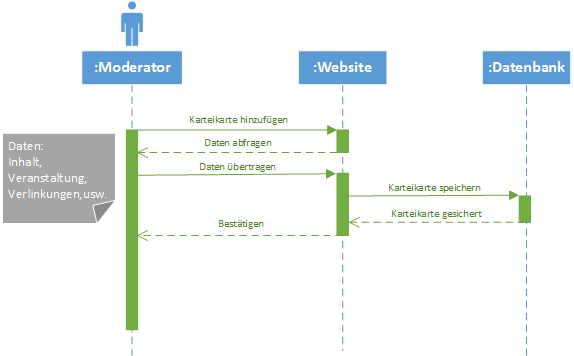 :Moderator
:Website
:Datenbank
Karteikarte hinzufügen
Daten abfragen
Daten:
Inhalt,
Veranstaltung,
Verlinkungen,usw.
Daten übertragen
Karteikarte speichern
Karteikarte gesichert
Bestätigen